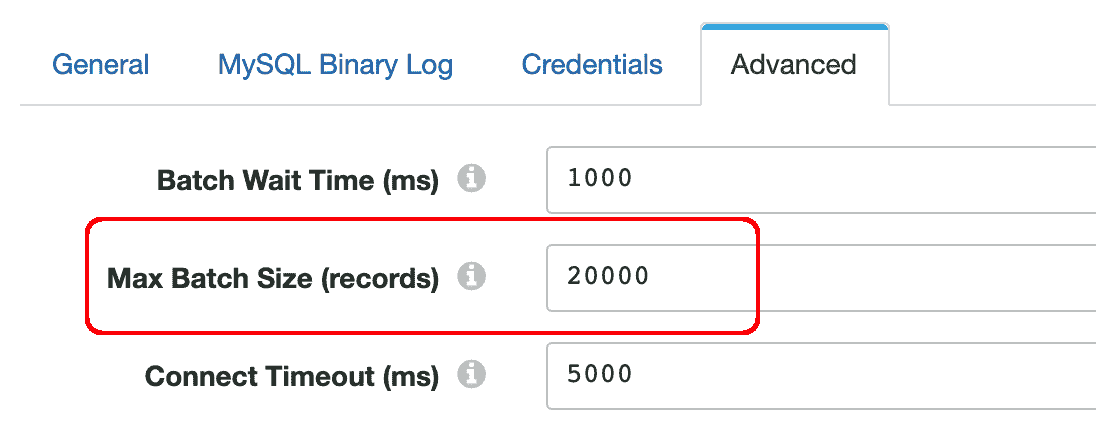 General MySQL Binary Log Credentials Advanced
Batch Wait Time (ms) 1000
Max Batch Size (records) 20000
Connect Timeout (ms) 5000